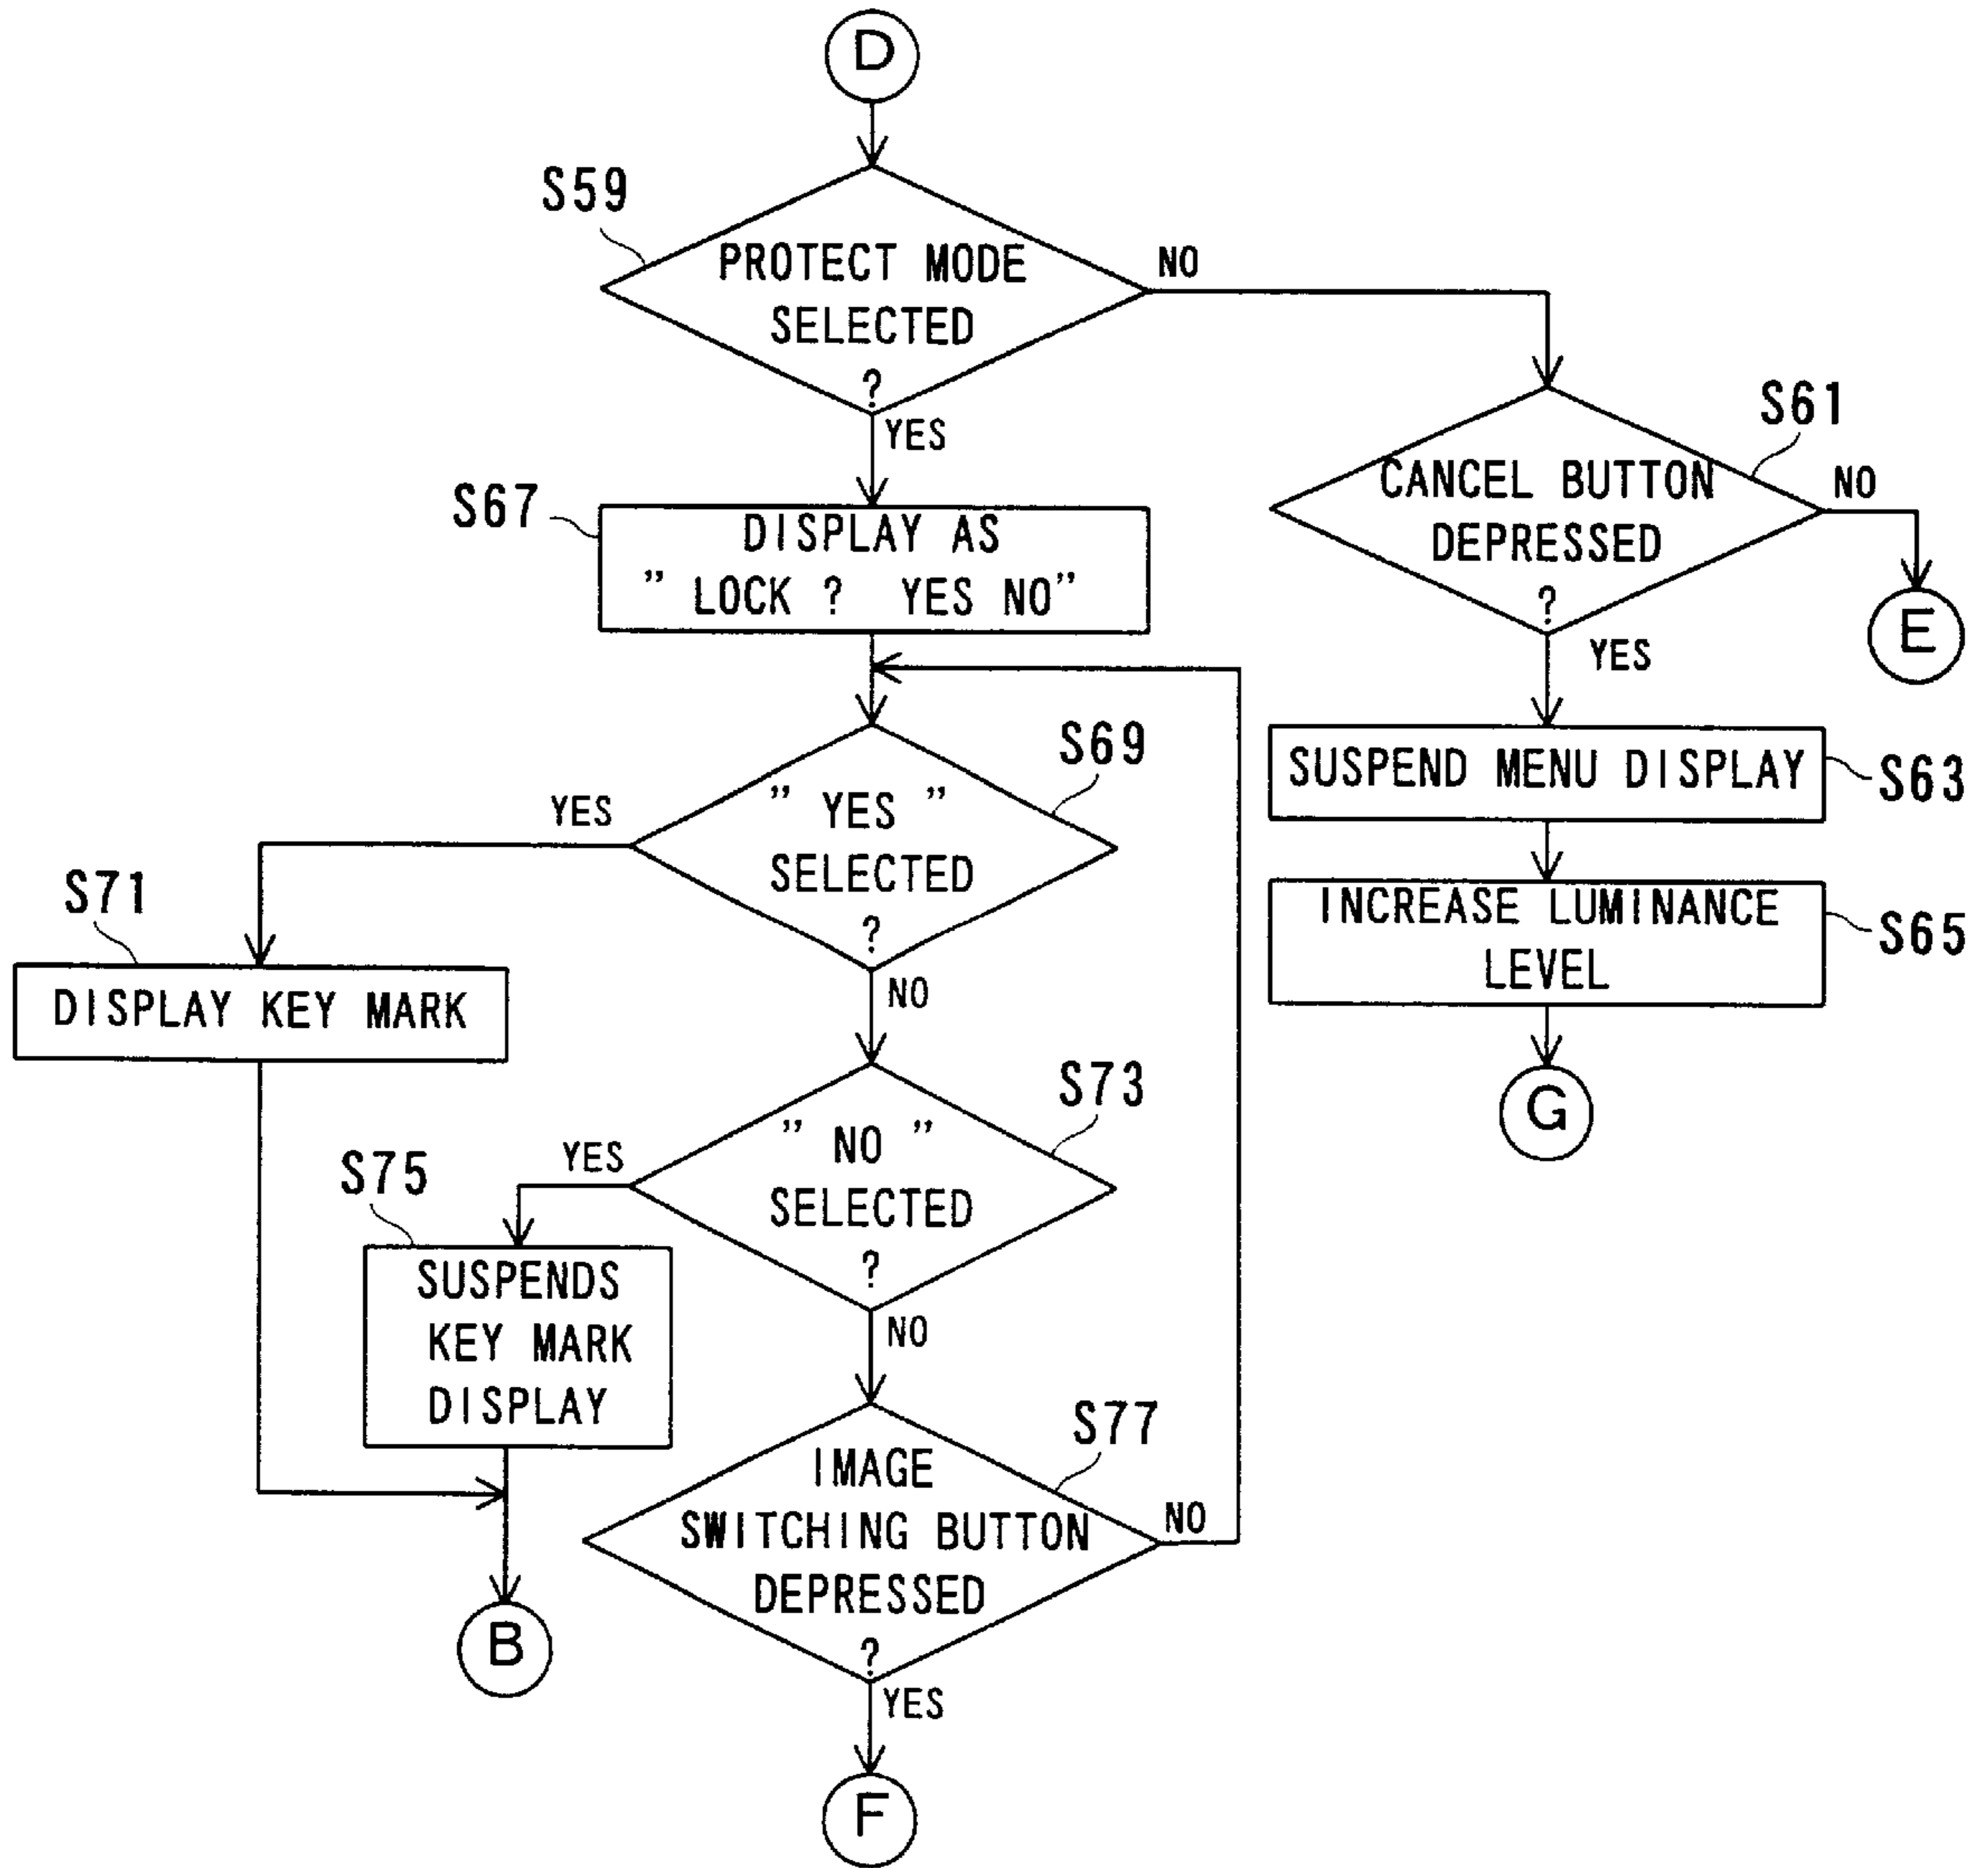 D
S59
PROTECT MODE
SELECTED
?
NO
YES
S61
CANCEL BUTTON
DEPRESSED
?
NO
E
YES
S67
DISPLAY AS
" LOCK ? YES NO"
S63
SUSPEND MENU DISPLAY
S65
INCREASE LUMINANCE
LEVEL
G
S69
" YES "
SELECTED
?
YES
NO
S71
DISPLAY KEY MARK
S73
" NO "
SELECTED
?
YES
NO
S75
SUSPENDS
KEY MARK
DISPLAY
B
S77
IMAGE
SWITCHING BUTTON
DEPRESSED
?
NO
YES
F